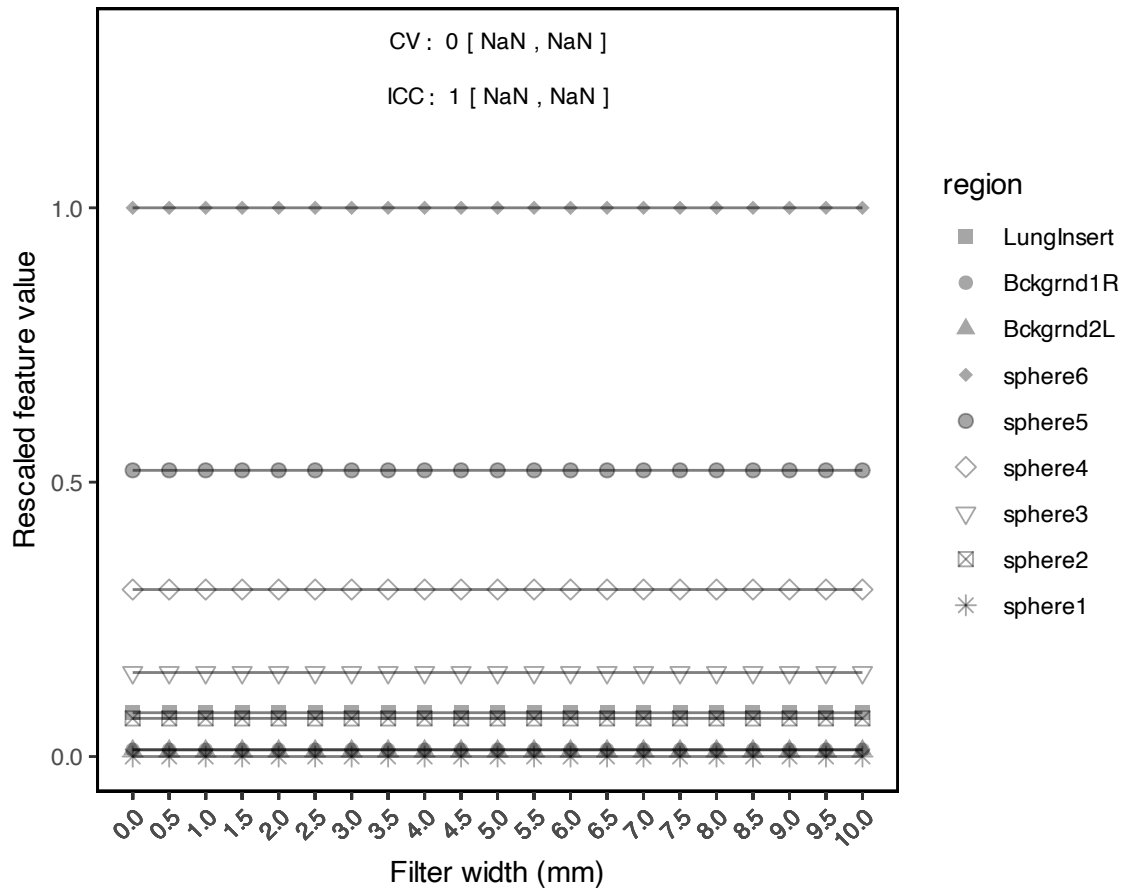 CV: 0 [ NaN , NaN ]
ICC: 1 [ NaN , NaN ]
Rescaled feature value
1.0
0.5
0.0
0.0 0.5 1.0 1.5 2.0 2.5 3.0 3.5 4.0 4.5 5.0 5.5 6.0 6.5 7.0 7.5 8.0 8.5 9.0 9.5 10.0
Filter width (mm)
region
LungInsert
Bckgrnd1R
Bckgrnd2L
sphere6
sphere5
sphere4
sphere3
sphere2
sphere1